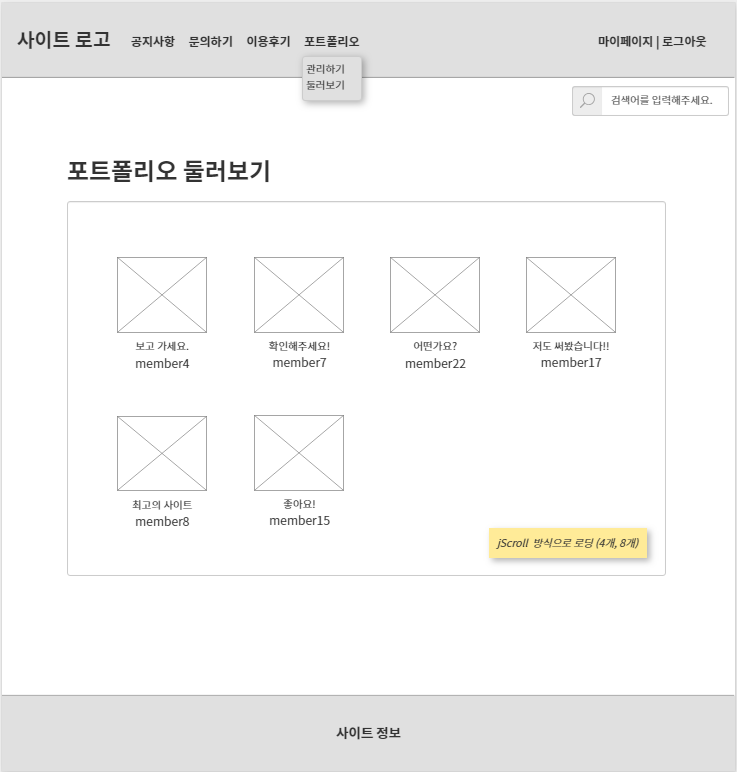 사이트 로고 공지사항 문의하기 이용후기 포트폴리오 마이페이지 | 로그아웃
관리하기
둘러보기
검색어를 입력해주세요.
포트폴리오 둘러보기
보고 가세요. 확인해주세요! 어떤가요? 저도 써봤습니다!!
member4 member7 member22 member17
최고의 사이트 좋아요!
member8 member15
jScroll 방식으로 로딩 (4개, 8개)
사이트 정보